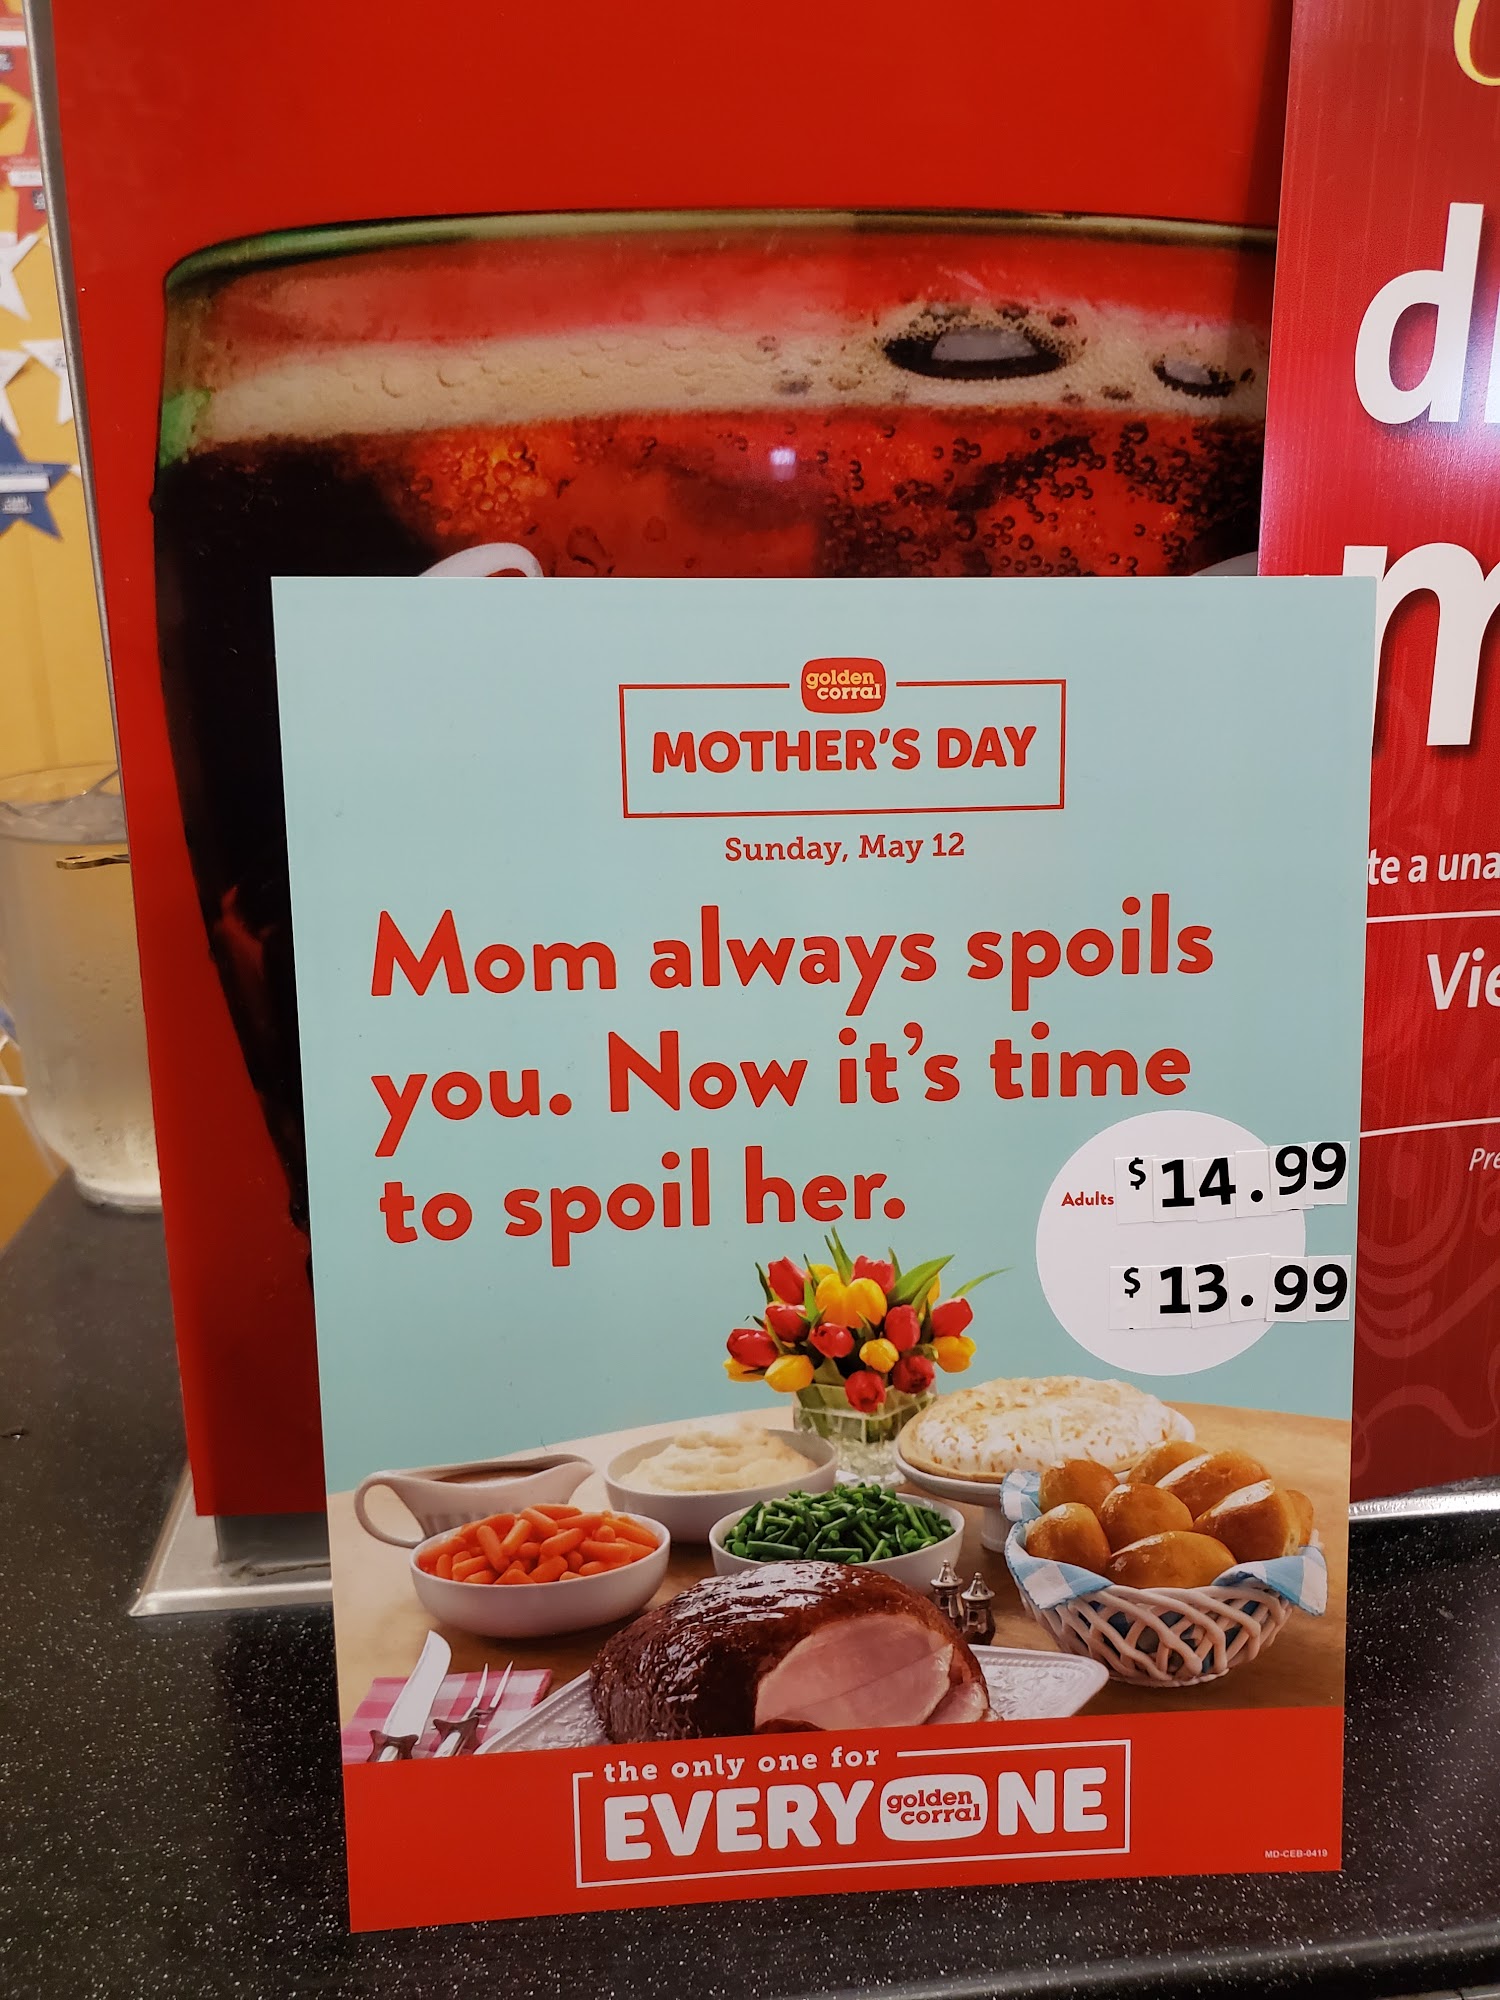 golden
corral
MOTHER'S DAY
Sunday, May 12
Mom always spoils
you. Now it's time
to spoil her.
Adults $14.99
$13.99
the only one for
EVERY golden corral NE
MD-CEB-0419
d
m
te a una
Vie
Pre